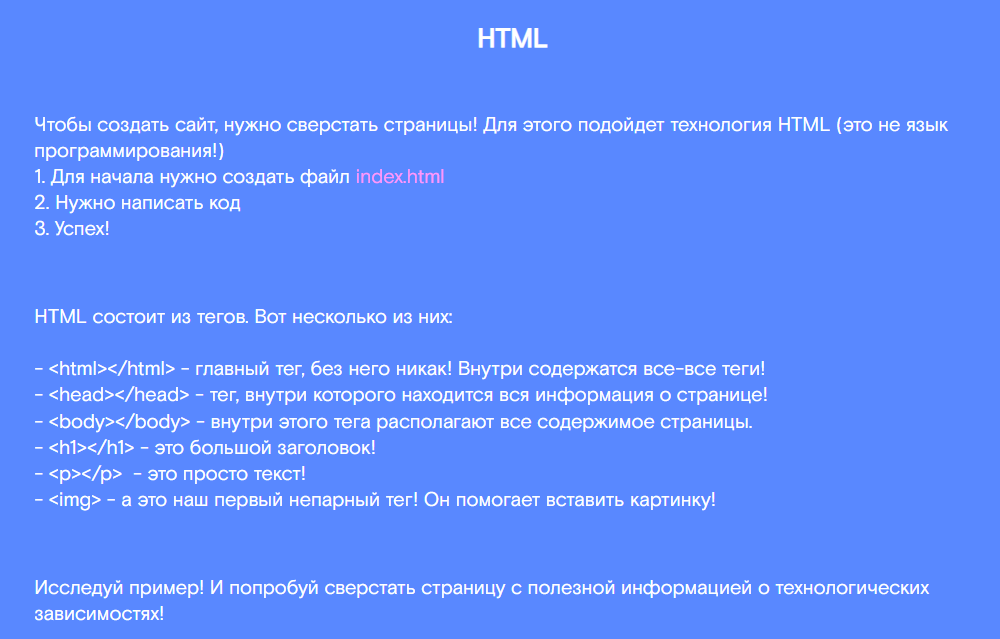 HTML
Чтобы создать сайт, нужно сверстать страницы! Для этого подойдет технология HTML (это не язык
программирования!)
1. Для начала нужно создать файл index.html
2. Нужно написать код
3. Успех!
HTML состоит из тегов. Вот несколько из них:
- <html></html> - главный тег, без него никак! Внутри содержатся все-все теги!
- <head></head> - тег, внутри которого находится вся информация о странице!
- <body></body> - внутри этого тега располагают все содержимое страницы.
- <h1></h1> - это большой заголовок!
- <p></p>  - это просто текст!
- <img> - а это наш первый непарный тег! Он помогает вставить картинку!
Исследуй пример! И попробуй сверстать страницу с полезной информацией о технологических
зависимостях!